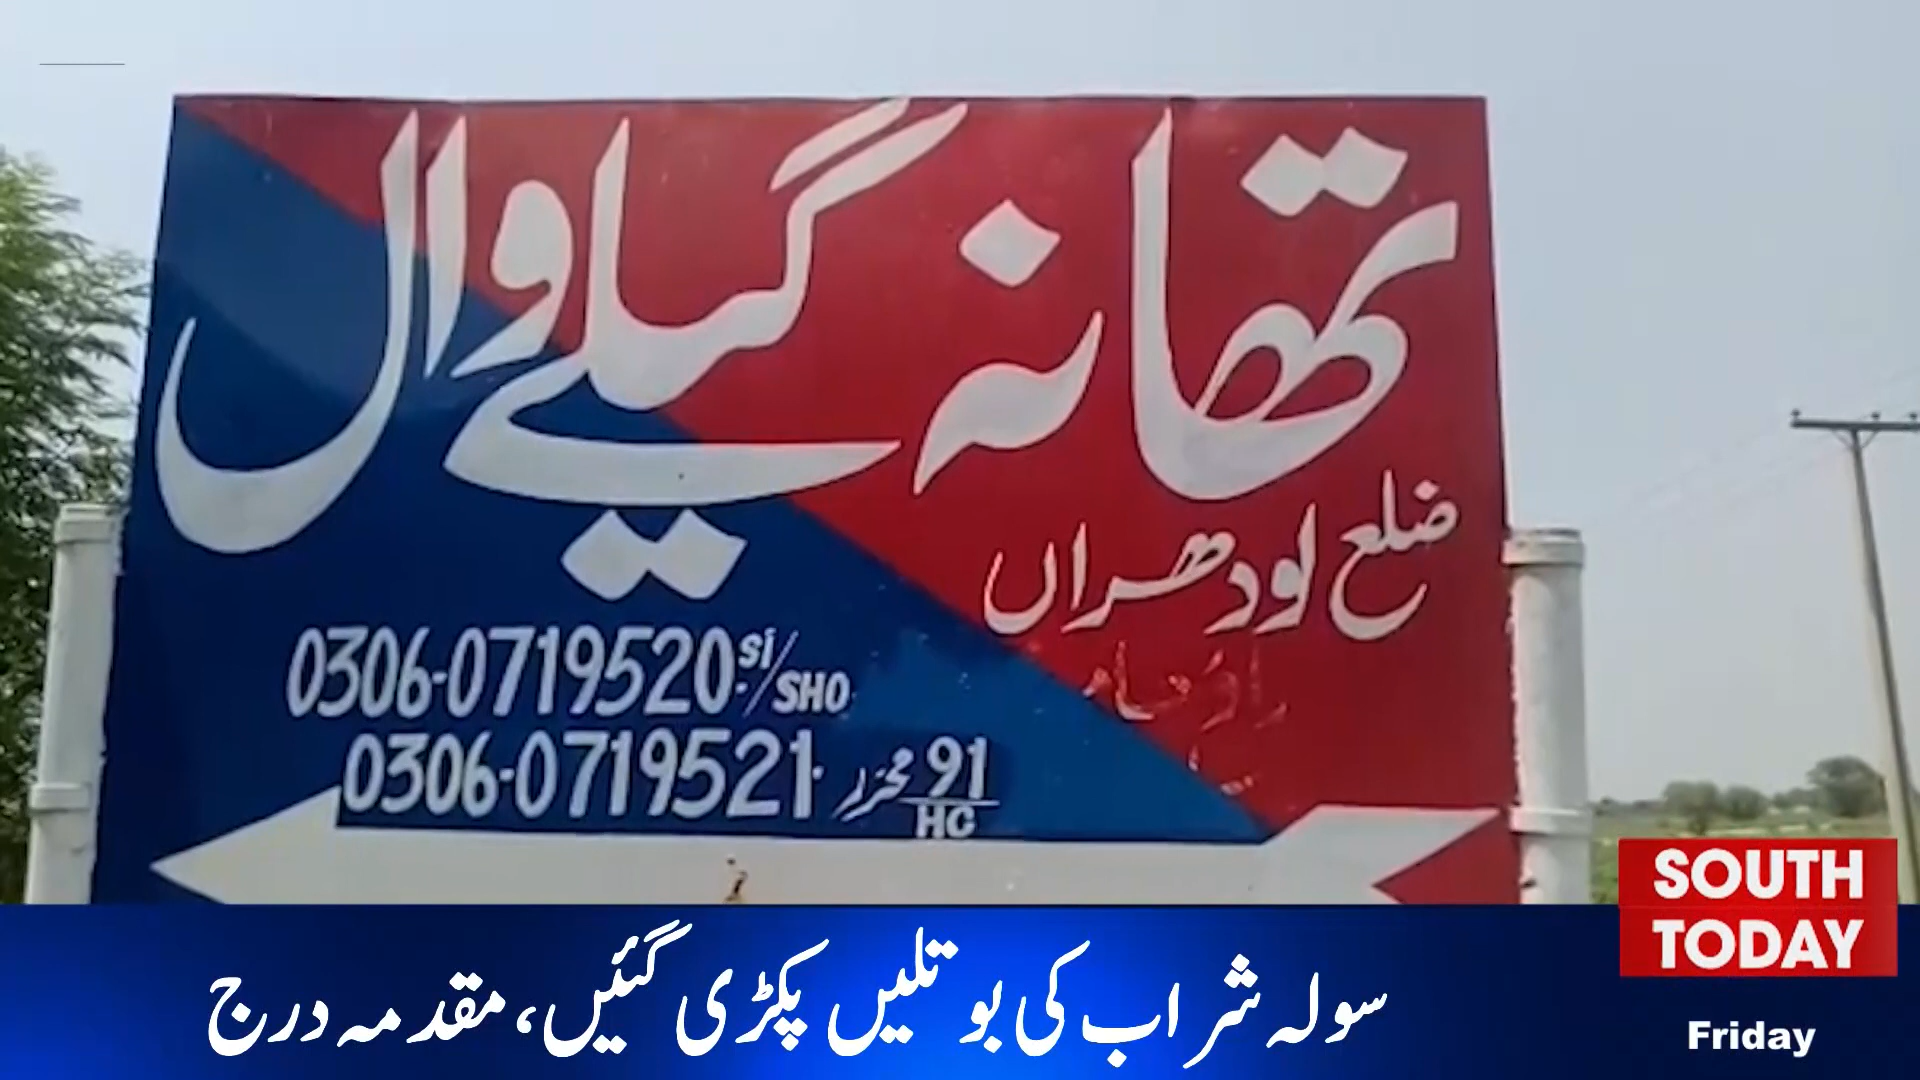 تھانہ گیلے وال
ضلع لودھراں
0306-0719520 SI/SHO
0306-0719521 محرر 91/HC
سولہ شراب کی بوتلیں پکڑی گئیں، مقدمہ درج
SOUTH
TODAY
Friday